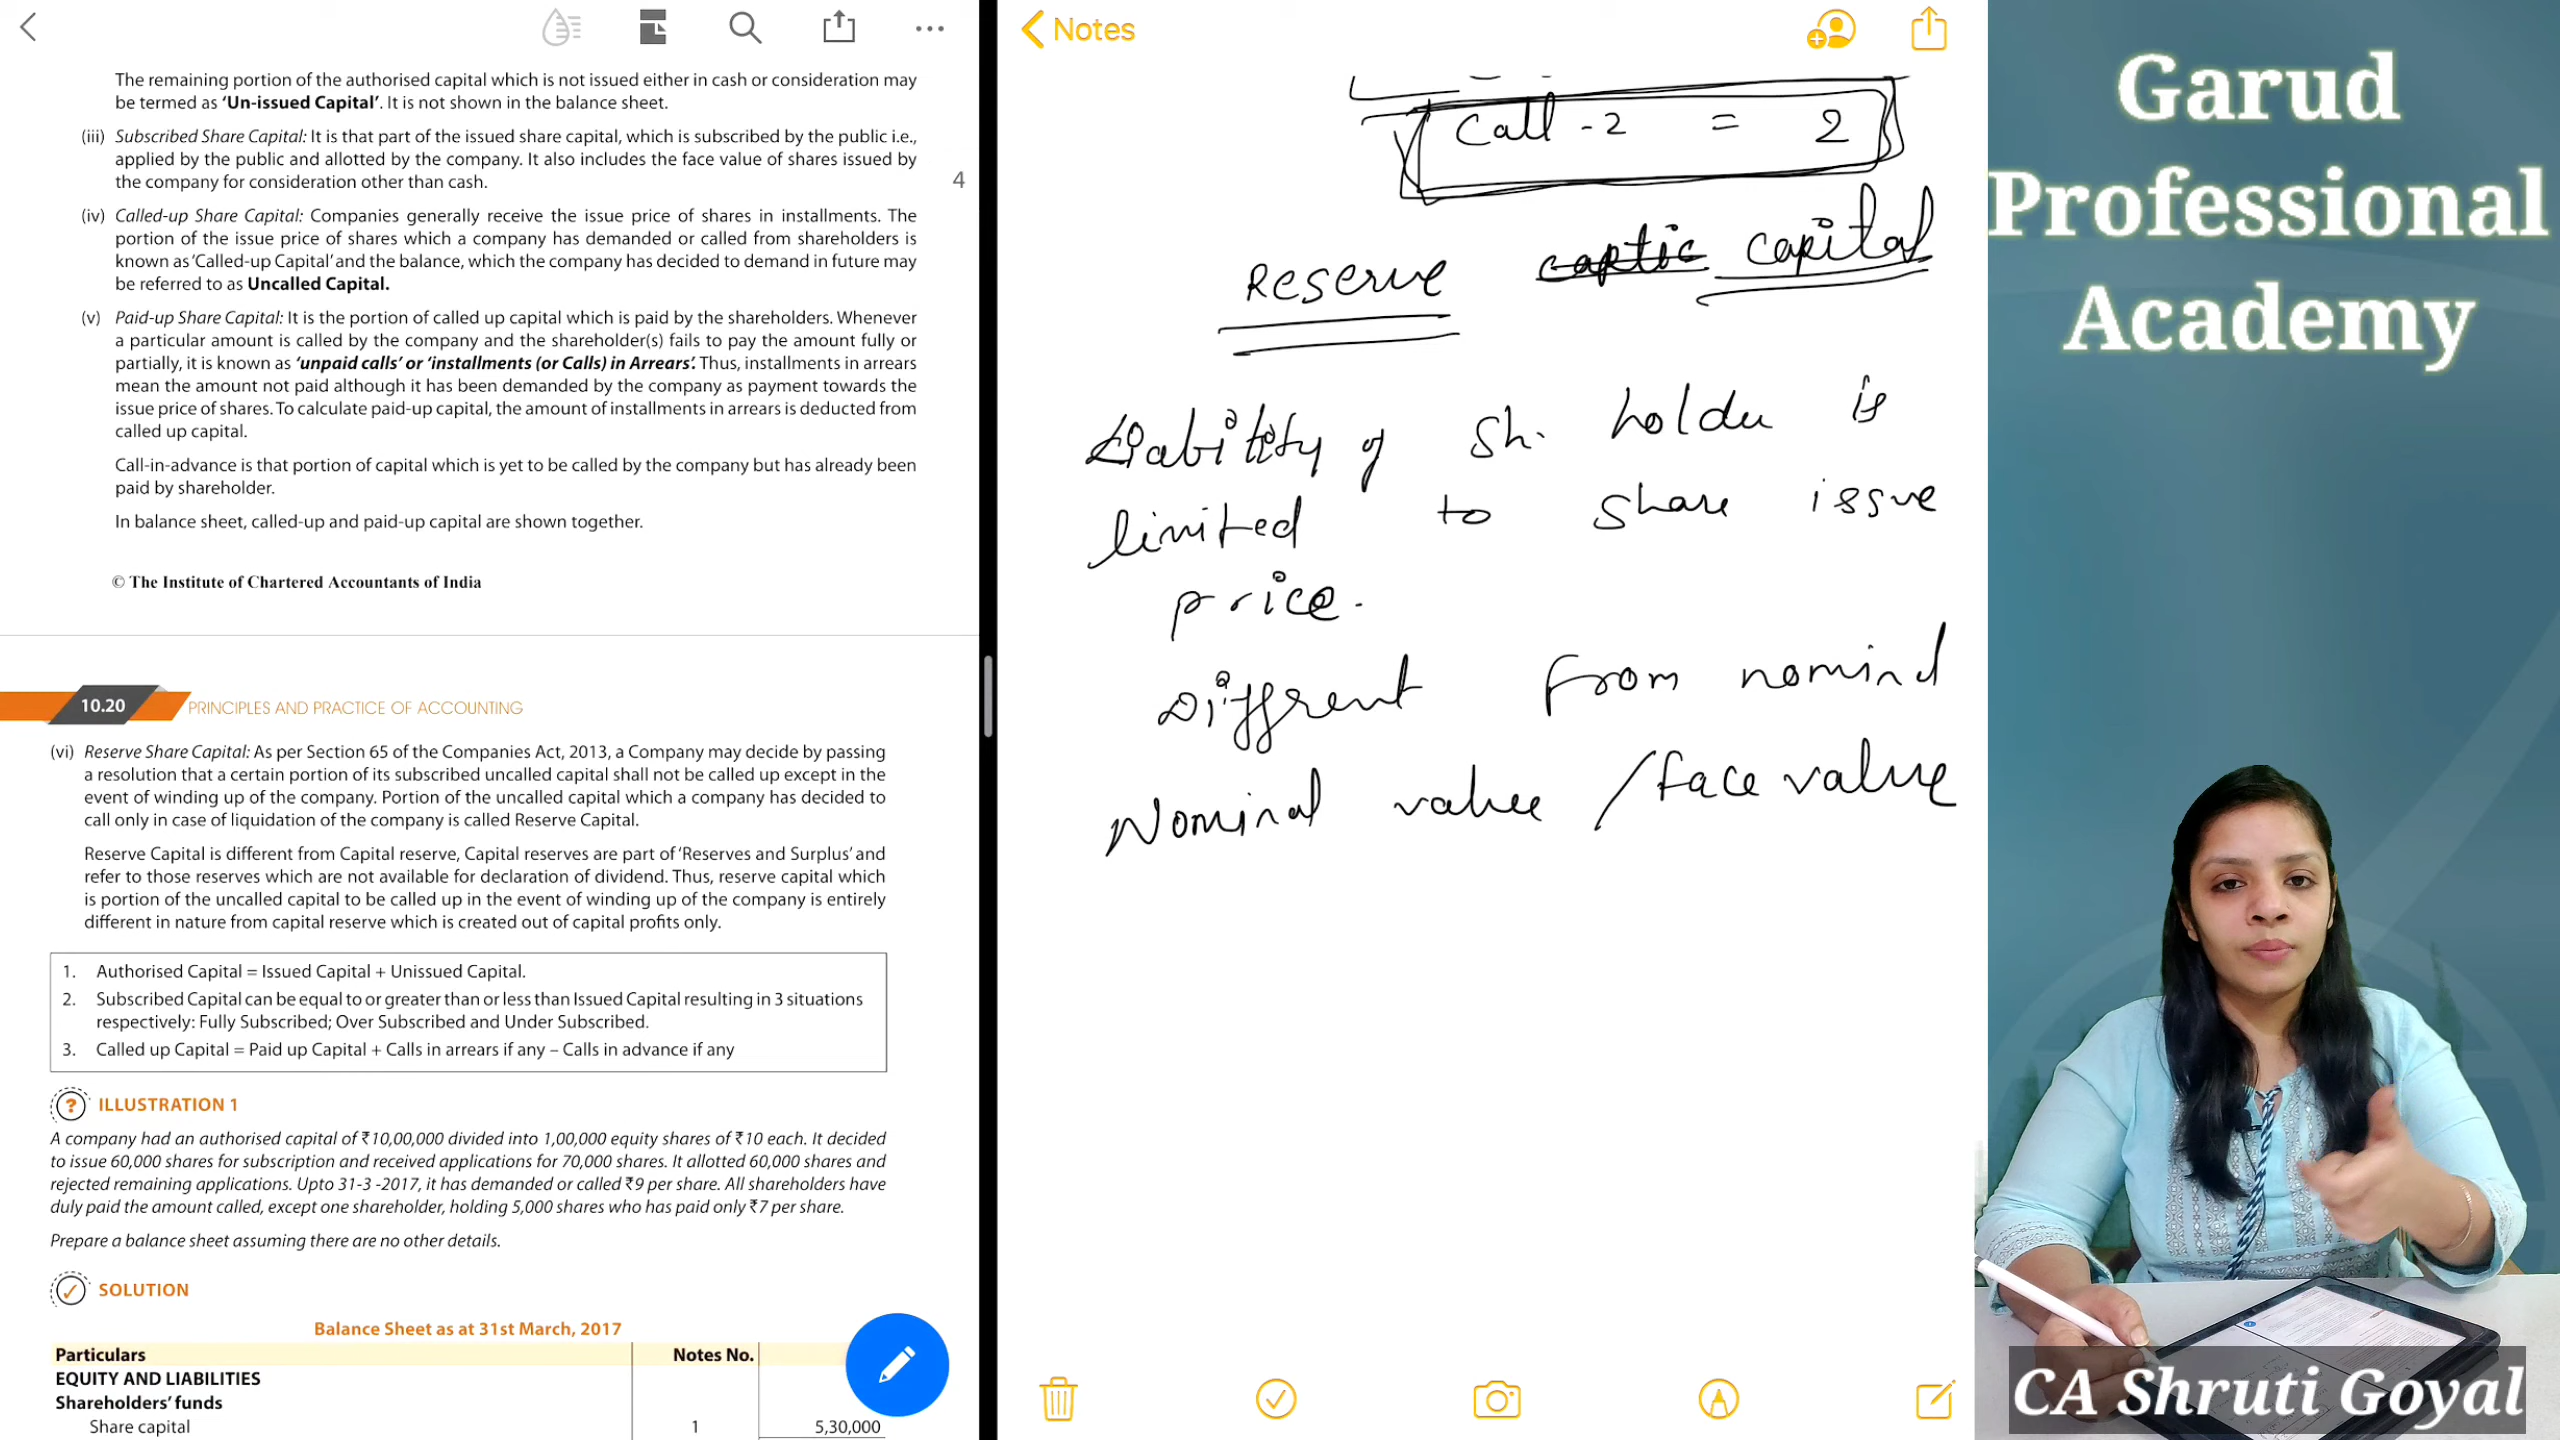 The remaining portion of the authorised capital which is not issued either in cash or consideration may
be termed as ‘Un-issued Capital’. It is not shown in the balance sheet.
(iii) Subscribed Share Capital: It is that part of the issued share capital, which is subscribed by the public i.e.,
applied by the public and allotted by the company. It also includes the face value of shares issued by
the company for consideration other than cash.
4
(iv) Called-up Share Capital: Companies generally receive the issue price of shares in installments. The
portion of the issue price of shares which a company has demanded or called from shareholders is
known as ‘Called-up Capital’ and the balance, which the company has decided to demand in future may
be referred to as Uncalled Capital.
(v) Paid-up Share Capital: It is the portion of called up capital which is paid by the shareholders. Whenever
a particular amount is called by the company and the shareholder(s) fails to pay the amount fully or
partially, it is known as ‘unpaid calls’ or ‘installments (or Calls) in Arrears’. Thus, installments in arrears
mean the amount not paid although it has been demanded by the company as payment towards the
issue price of shares. To calculate paid-up capital, the amount of installments in arrears is deducted from
called up capital.
Call-in-advance is that portion of capital which is yet to be called by the company but has already been
paid by shareholder.
In balance sheet, called-up and paid-up capital are shown together.
© The Institute of Chartered Accountants of India
10.20 PRINCIPLES AND PRACTICE OF ACCOUNTING
(vi) Reserve Share Capital: As per Section 65 of the Companies Act, 2013, a Company may decide by passing
a resolution that a certain portion of its subscribed uncalled capital shall not be called up except in the
event of winding up of the company. Portion of the uncalled capital which a company has decided to
call only in case of liquidation of the company is called Reserve Capital.
Reserve Capital is different from Capital reserve, Capital reserves are part of ‘Reserves and Surplus’ and
refer to those reserves which are not available for declaration of dividend. Thus, reserve capital which
is portion of the uncalled capital to be called up in the event of winding up of the company is entirely
different in nature from capital reserve which is created out of capital profits only.
1. Authorised Capital = Issued Capital + Unissued Capital.
2. Subscribed Capital can be equal to or greater than or less than Issued Capital resulting in 3 situations
respectively: Fully Subscribed; Over Subscribed and Under Subscribed.
3. Called up Capital = Paid up Capital + Calls in arrears if any – Calls in advance if any
? ILLUSTRATION 1
A company had an authorised capital of ₹10,00,000 divided into 1,00,000 equity shares of ₹10 each. It decided
to issue 60,000 shares for subscription and received applications for 70,000 shares. It allotted 60,000 shares and
rejected remaining applications. Upto 31-3 -2017, it has demanded or called ₹9 per share. All shareholders have
duly paid the amount called, except one shareholder, holding 5,000 shares who has paid only ₹7 per share.
Prepare a balance sheet assuming there are no other details.
SOLUTION
Balance Sheet as at 31st March, 2017
Particulars Notes No.
EQUITY AND LIABILITIES
Shareholders’ funds
Share capital 1 5,30,000
Notes
Call - 2 = 2
Reserve captic capital
Liability of Sh. holder is
limited to share issue
price.
Different from nominal
Nominal value / face value
Garud
Professional
Academy
CA Shruti Goyal